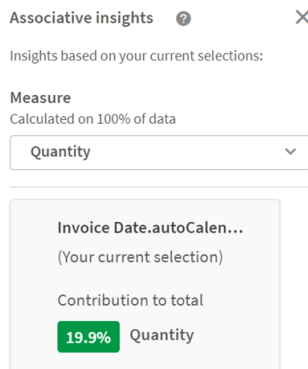 Associative insights ?
Insights based on your current selections:
Measure
Calculated on 100% of data
Quantity
Invoice Date.autoCalen...
(Your current selection)
Contribution to total
19.9% Quantity